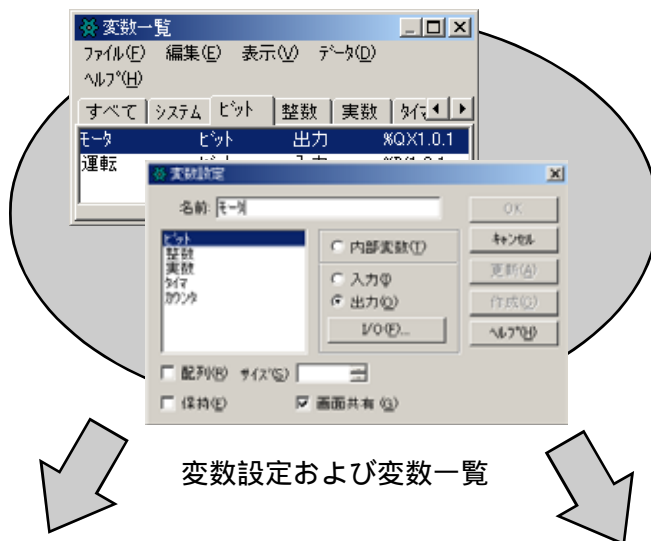 変数一覧
ファイル(F) 編集(E) 表示(V) データ(D)
ヘルプ(H)
すべて システム ビット 整数 実数 タイマ
モータ ビット 出力 %QX1.0.1
運転
変数設定
名前: モータ
OK
ビット
整数
実数
タイマ
カウンタ
内部変数(T)
入力(I)
出力(O)
I/O(F)...
キャンセル
更新(A)
作成(C)
ヘルプ(H)
配列(R) サイズ(S)
保持(E) 画面共有(G)
変数設定および変数一覧